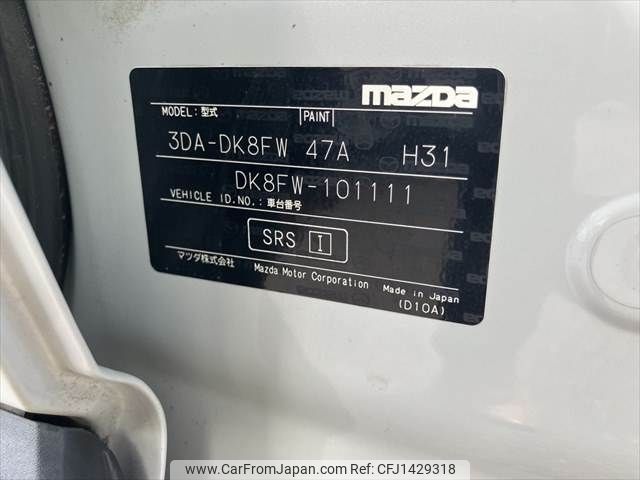 mazda
MODEL: 型式 PAINT
3DA-DK8FW 47A H31
DK8FW-101111
VEHICLE ID.NO.: 車台番号
SRS I
マツダ株式会社 Mazda Motor Corporation Made in Japan
(D10A)
www.CarFromJapan.com - CFJ1429318